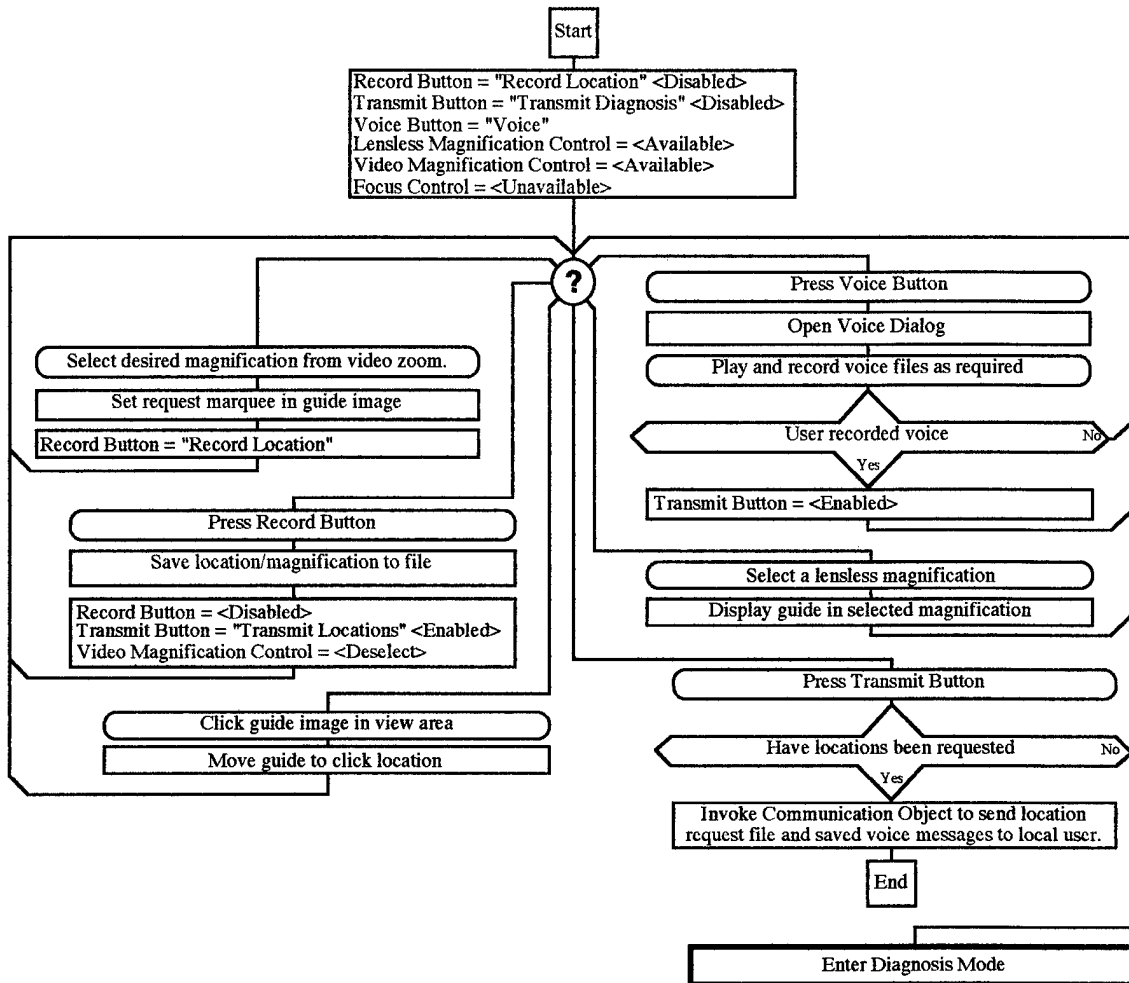 Start
Record Button = "Record Location" <Disabled>
Transmit Button = "Transmit Diagnosis" <Disabled>
Voice Button = "Voice"
Lensless Magnification Control = <Available>
Video Magnification Control = <Available>
Focus Control = <Unavailable>
?
Select desired magnification from video zoom.
Set request marquee in guide image
Record Button = "Record Location"
Press Record Button
Save location/magnification to file
Record Button = <Disabled>
Transmit Button = "Transmit Locations" <Enabled>
Video Magnification Control = <Deselect>
Click guide image in view area
Move guide to click location
Press Voice Button
Open Voice Dialog
Play and record voice files as required
User recorded voice
No
Yes
Transmit Button = <Enabled>
Select a lensless magnification
Display guide in selected magnification
Press Transmit Button
Have locations been requested
No
Yes
Invoke Communication Object to send location
request file and saved voice messages to local user.
End
Enter Diagnosis Mode